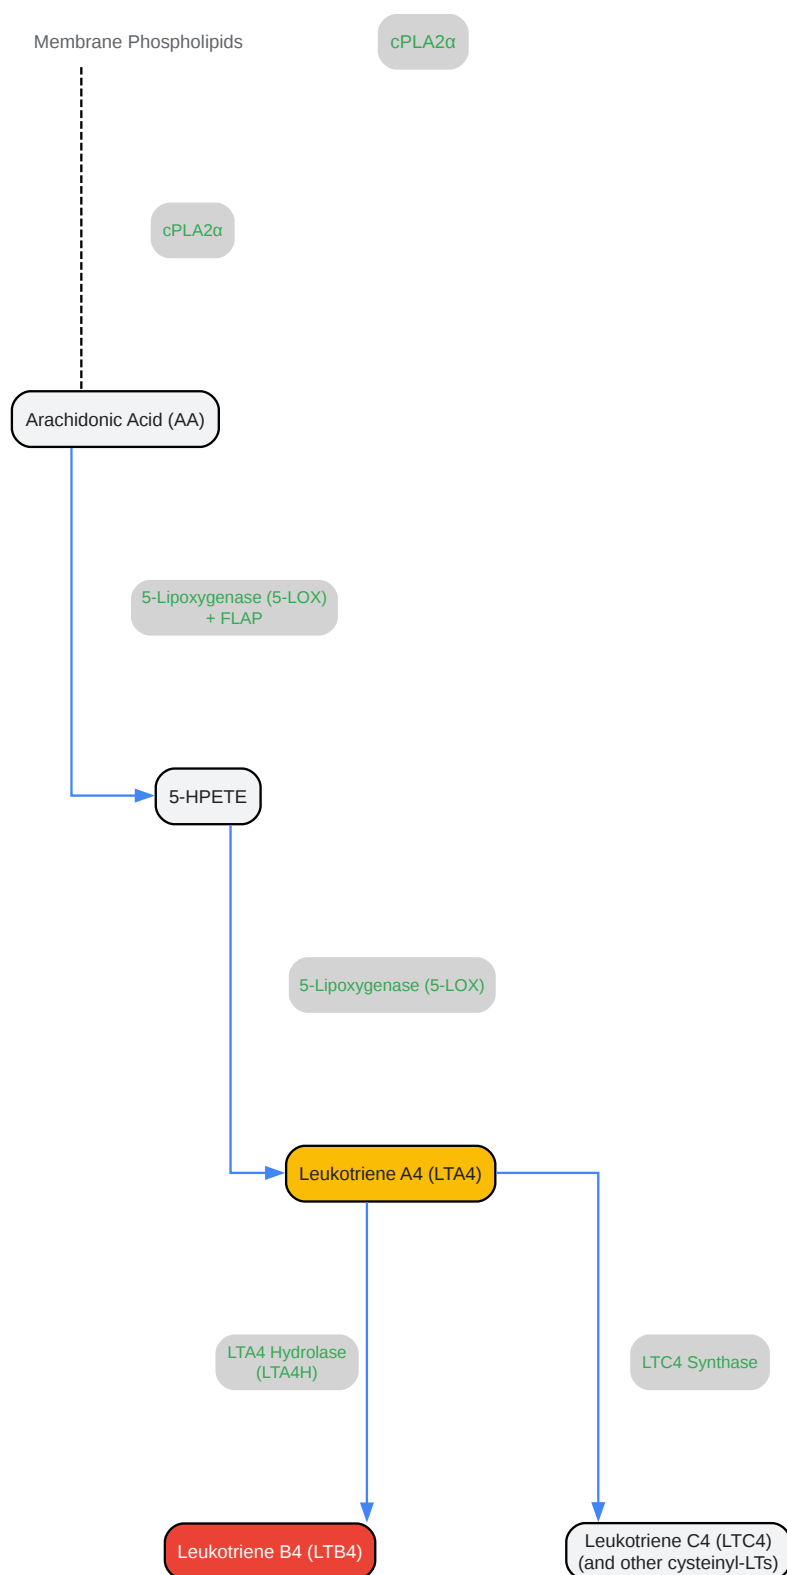 Membrane Phospholipids
cPLA2α
cPLA2α
Arachidonic Acid (AA)
5-Lipoxygenase (5-LOX)
+ FLAP
5-HPETE
5-Lipoxygenase (5-LOX)
Leukotriene A4 (LTA4)
LTA4 Hydrolase
(LTA4H)
LTC4 Synthase
Leukotriene B4 (LTB4)
Leukotriene C4 (LTC4)
(and other cysteinyl-LTs)